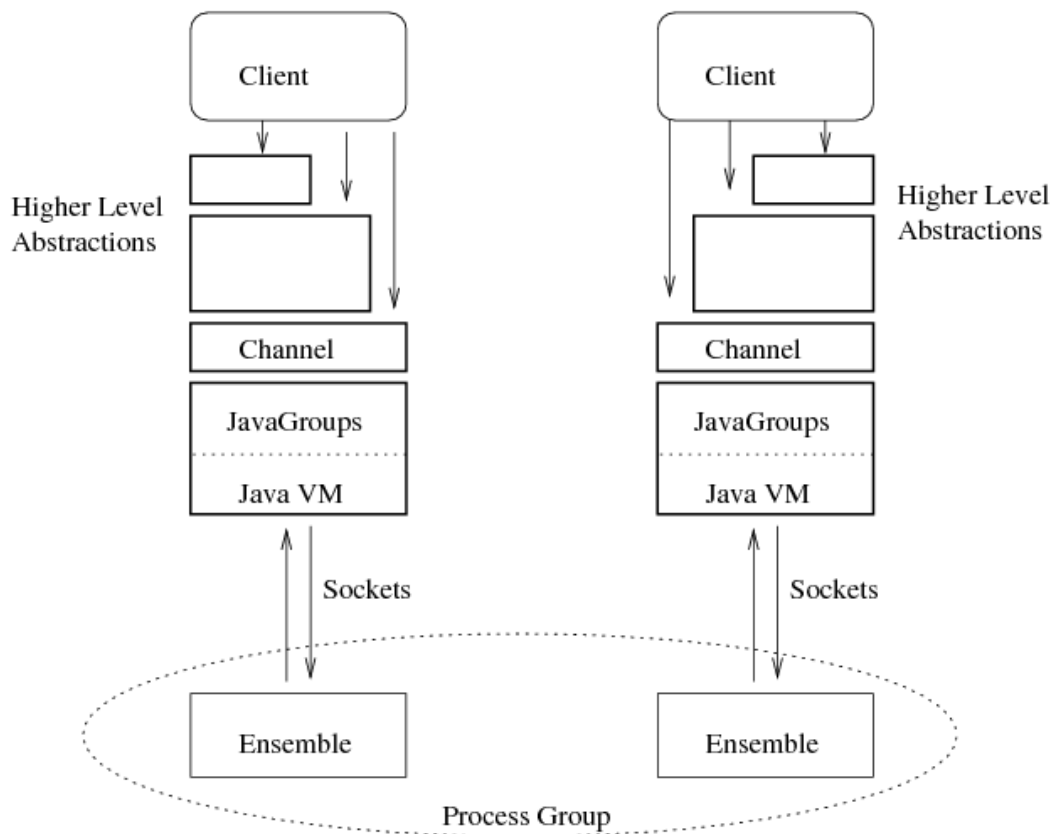 Client
Client
Higher Level
Abstractions
Higher Level
Abstractions
Channel
Channel
JavaGroups
JavaGroups
Java VM
Java VM
Sockets
Sockets
Ensemble
Ensemble
Process Group